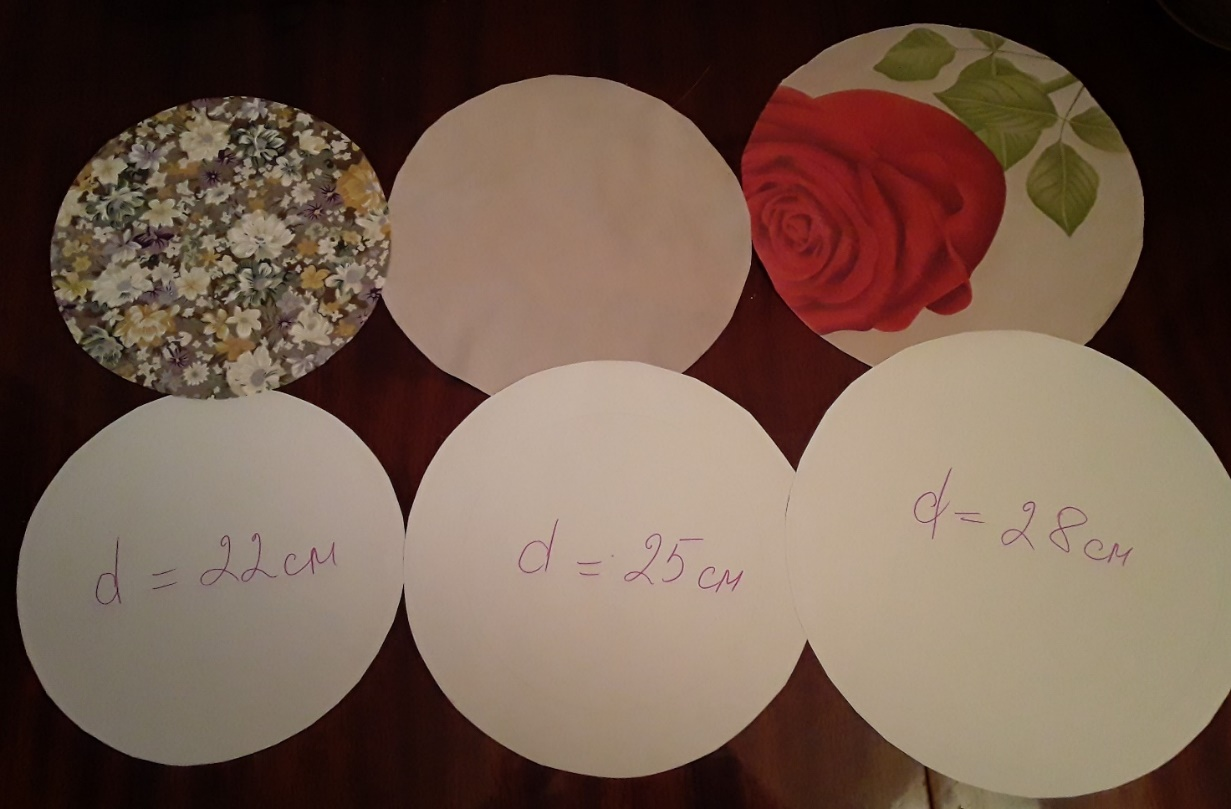 d = 22см
d = 25см
d = 28см